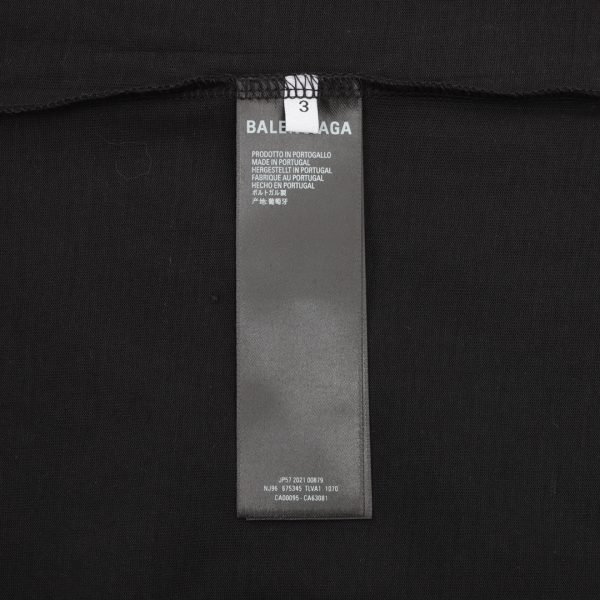 3
BALENCIAGA
PRODOTTO IN PORTOGALLO
MADE IN PORTUGAL
HERGESTELLT IN PORTUGAL
FABRIQUE AU PORTUGAL
HECHO EN PORTUGAL
ポルトガル製
产地:葡萄牙
JP57 2021 00879
NJ96 675345 TLVA1 1070
CA00095 - CA63081